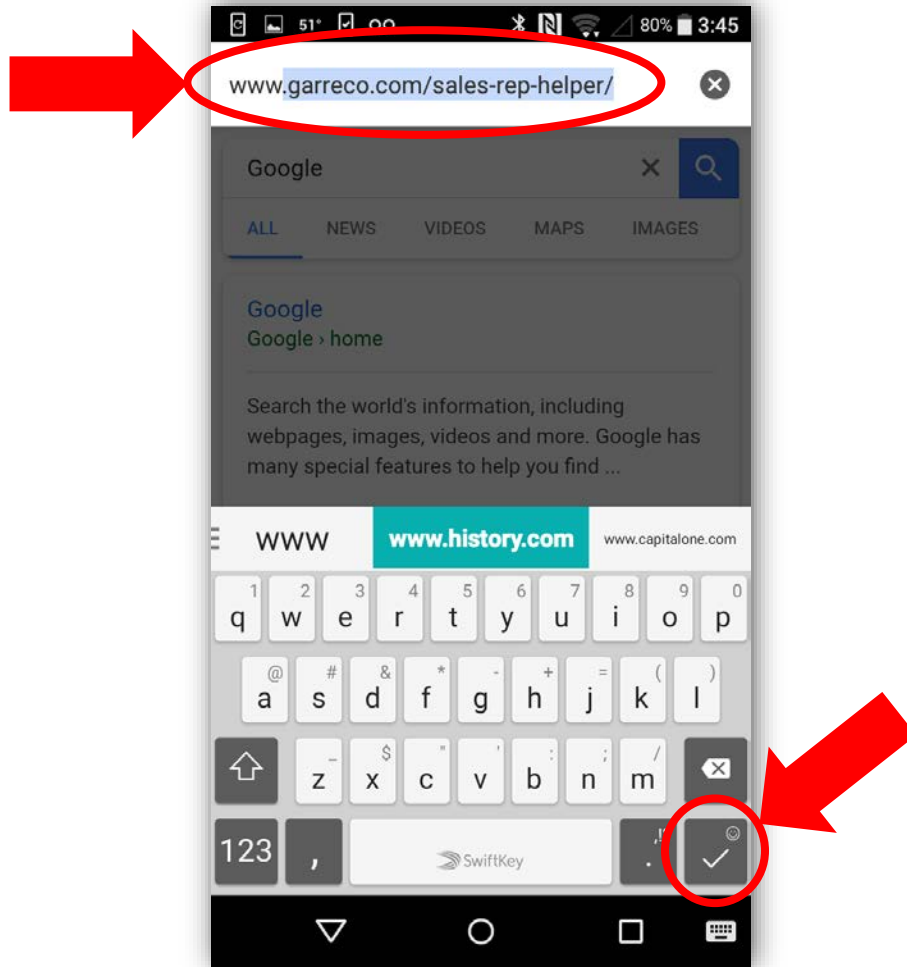 51° 80% 3:45
www.garreco.com/sales-rep-helper/
Google
ALL NEWS VIDEOS MAPS IMAGES
Google
Google › home
Search the world's information, including
webpages, images, videos and more. Google has
many special features to help you find ...
www www.history.com www.capitalone.com
1 2 3 4 5 6 7 8 9 0
q w e r t y u i o p
@ # & * - + = ( )
a s d f g h j k l
_ $ " ' : ; /
z x c v b n m
123 , SwiftKey .